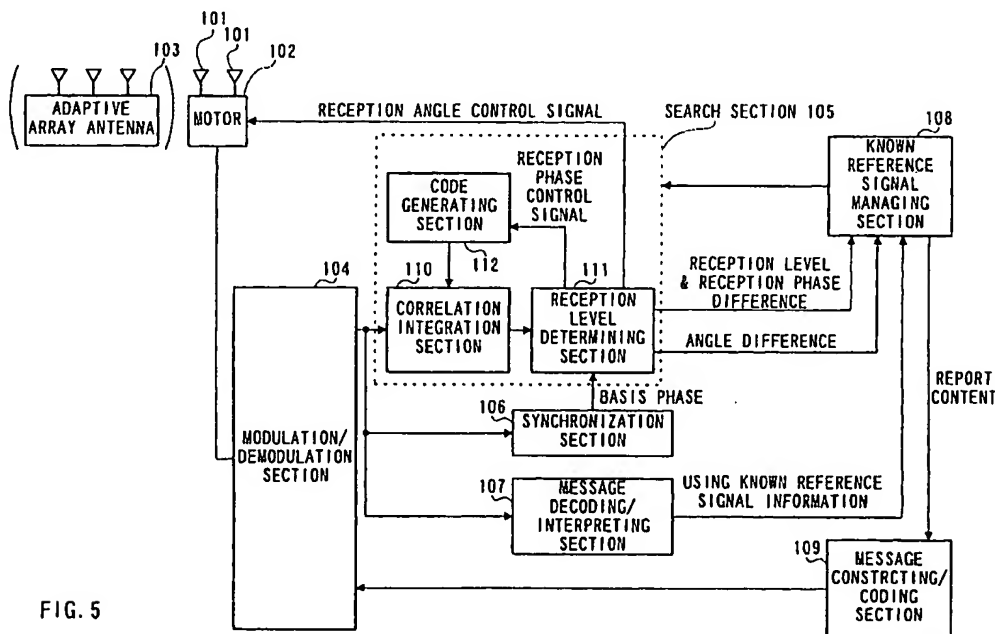 101
101
103
102
ADAPTIVE
ARRAY ANTENNA
MOTOR
RECEPTION ANGLE CONTROL SIGNAL
SEARCH SECTION 105
108
KNOWN
REFERENCE
SIGNAL
MANAGING
SECTION
CODE
GENERATING
SECTION
RECEPTION
PHASE
CONTROL
SIGNAL
112
104
110
111
CORRELATION
INTEGRATION
SECTION
RECEPTION
LEVEL
DETERMINING
SECTION
RECEPTION LEVEL
& RECEPTION PHASE
DIFFERENCE
ANGLE DIFFERENCE
REPORT
CONTENT
BASIS PHASE
106
SYNCHRONIZATION
SECTION
MODULATION/
DEMODULATION
SECTION
107
MESSAGE
DECODING/
INTERPRETING
SECTION
USING KNOWN REFERENCE
SIGNAL INFORMATION
109
MESSAGE
CONSTRCTING/
CODING
SECTION
FIG. 5